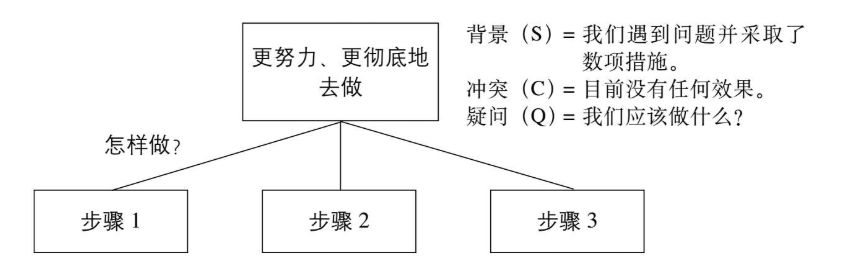 更努力、更彻底地
去做
背景（S）= 我们遇到问题并采取了
数项措施。
冲突（C）= 目前没有任何效果。
疑问（Q）= 我们应该做什么?
怎样做?
步骤 1
步骤 2
步骤 3